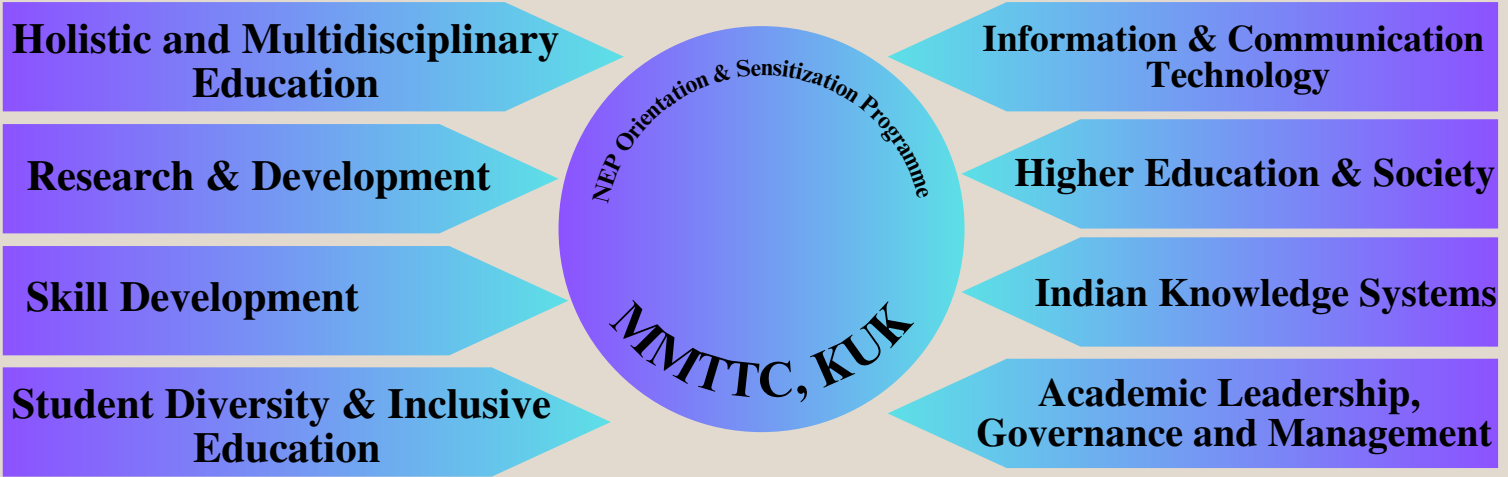 Holistic and Multidisciplinary
Education
Research & Development
Skill Development
Student Diversity & Inclusive
Education
NEP Orientation & Sensitization Programme
MMTTC, KUK
Information & Communication
Technology
Higher Education & Society
Indian Knowledge Systems
Academic Leadership,
Governance and Management